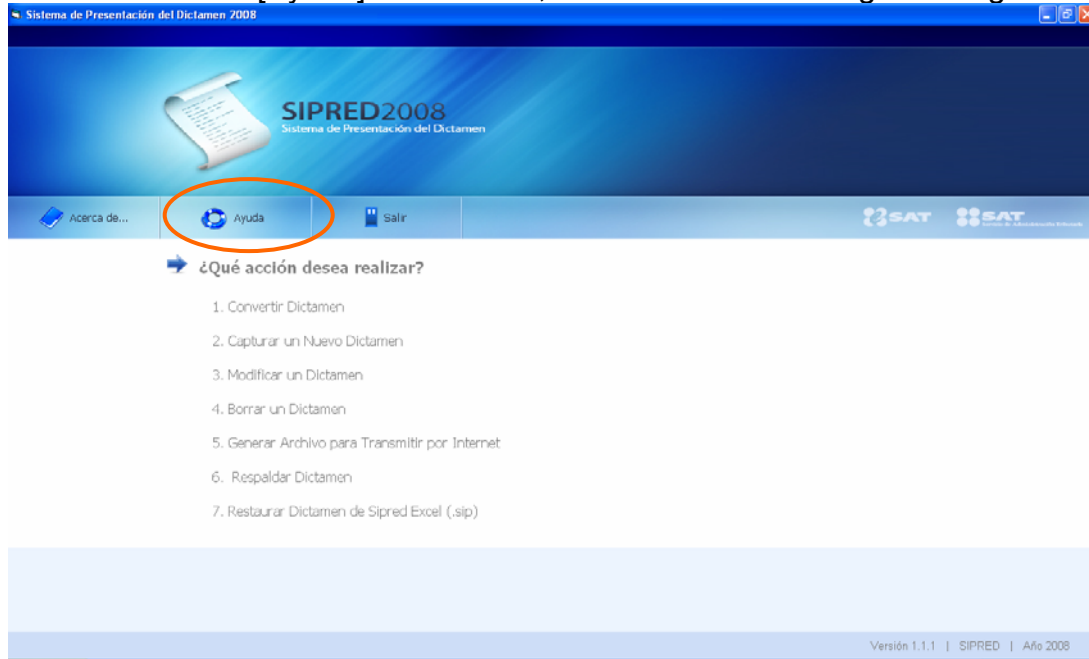 Sistema de Presentación del Dictamen 2008
SIPRED2008
Sistema de Presentación del Dictamen
Acerca de...
Ayuda
Salir
SAT
SAT
¿Qué acción desea realizar?
1. Convertir Dictamen
2. Capturar un Nuevo Dictamen
3. Modificar un Dictamen
4. Borrar un Dictamen
5. Generar Archivo para Transmitir por Internet
6. Respaldar Dictamen
7. Restaurar Dictamen de Sipred Excel (.sip)
Versión 1.1.1 | SIPRED | Año 2008